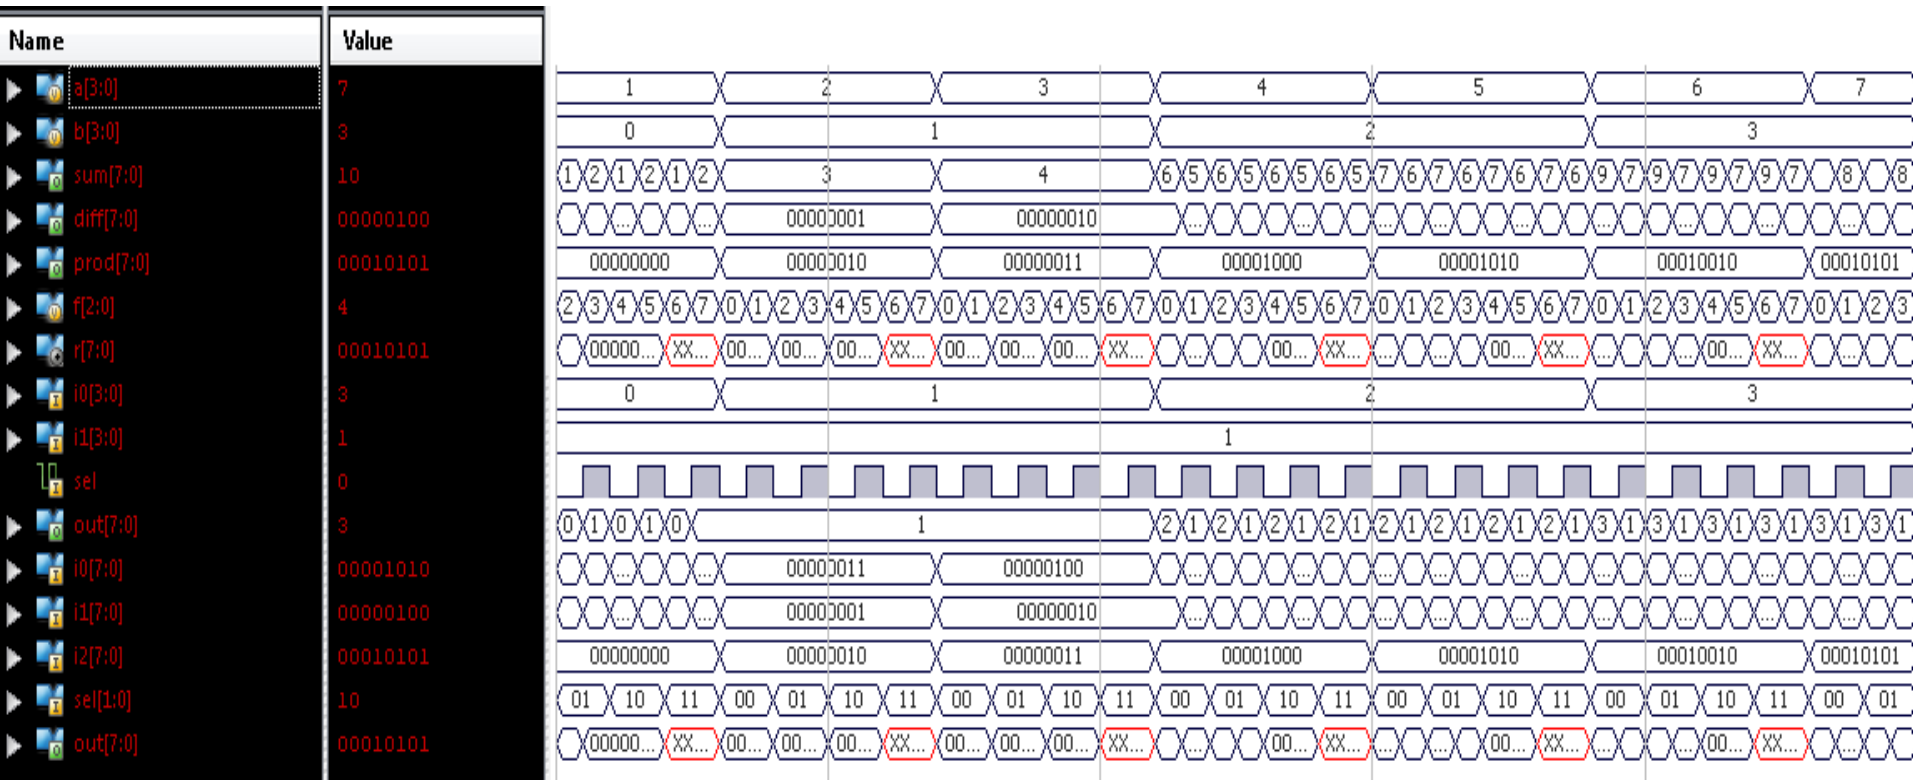 Name Value
a[3:0] 7 1 2 3 4 5 6 7
b[3:0] 3 0 1 2 3
sum[7:0] 10 1 2 1 2 1 2 3 4 6 5 6 5 6 5 6 5 7 6 7 6 7 6 7 6 9 7 9 7 9 7 9 7 8 8
diff[7:0] 00000100 ... ... 00000001 00000010 ... ... ... ... ... ... ... ... ... ... ... ... ...
prod[7:0] 00010101 00000000 00000010 00000011 00001000 00001010 00010010 00010101
f[2:0] 4 2 3 4 5 6 7 0 1 2 3 4 5 6 7 0 1 2 3 4 5 6 7 0 1 2 3 4 5 6 7 0 1 2 3 4 5 6 7 0 1 2 3 4 5 6 7 0 1 2 3
r[7:0] 00010101 00000... XX... 00... 00... 00... XX... 00... 00... 00... XX... ... ... 00... XX... ... ... 00... XX... ... ... 00... XX... ...
i0[3:0] 3 0 1 2 3
i1[3:0] 1 1
sel 0
out[7:0] 3 0 1 0 1 0 1 2 1 2 1 2 1 2 1 2 1 2 1 2 1 2 1 3 1 3 1 3 1 3 1 3 1 3 1
i0[7:0] 00001010 ... ... 00000011 00000100 ... ... ... ... ... ... ... ... ... ... ... ... ...
i1[7:0] 00000100 ... ... 00000001 00000010 ... ... ... ... ... ... ... ... ... ... ... ... ...
i2[7:0] 00010101 00000000 00000010 00000011 00001000 00001010 00010010 00010101
sel[1:0] 10 01 10 11 00 01 10 11 00 01 10 11 00 01 10 11 00 01 10 11 00 01 10 11 00 01
out[7:0] 00010101 00000... XX... 00... 00... 00... XX... 00... 00... 00... XX... ... ... 00... XX... ... ... 00... XX... ... ... 00... XX... ...